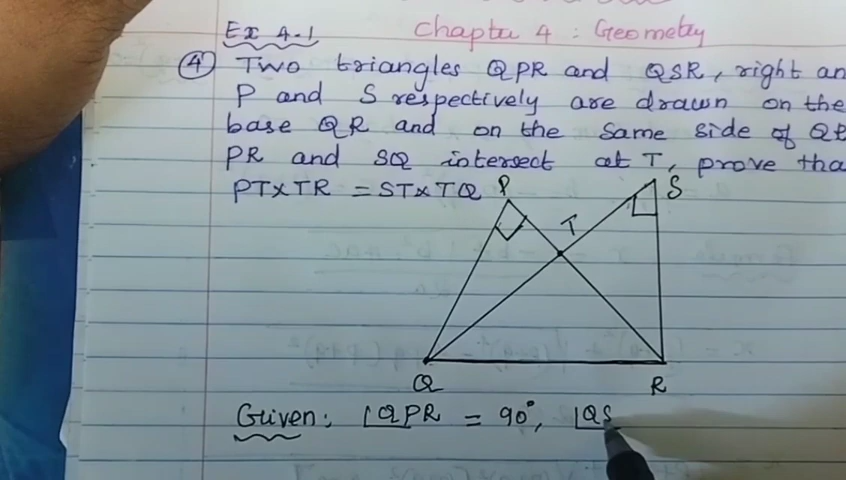 Ex 4.1 Chapter 4 : Geometry
④ Two triangles QPR and QSR, right an
P and S respectively are drawn on the
base QR and on the same side of QR
PR and SQ intersect at T, prove tha
PT×TR = ST×TQ
P
S
T
Q
R
Given: ∠QPR = 90°, ∠QS